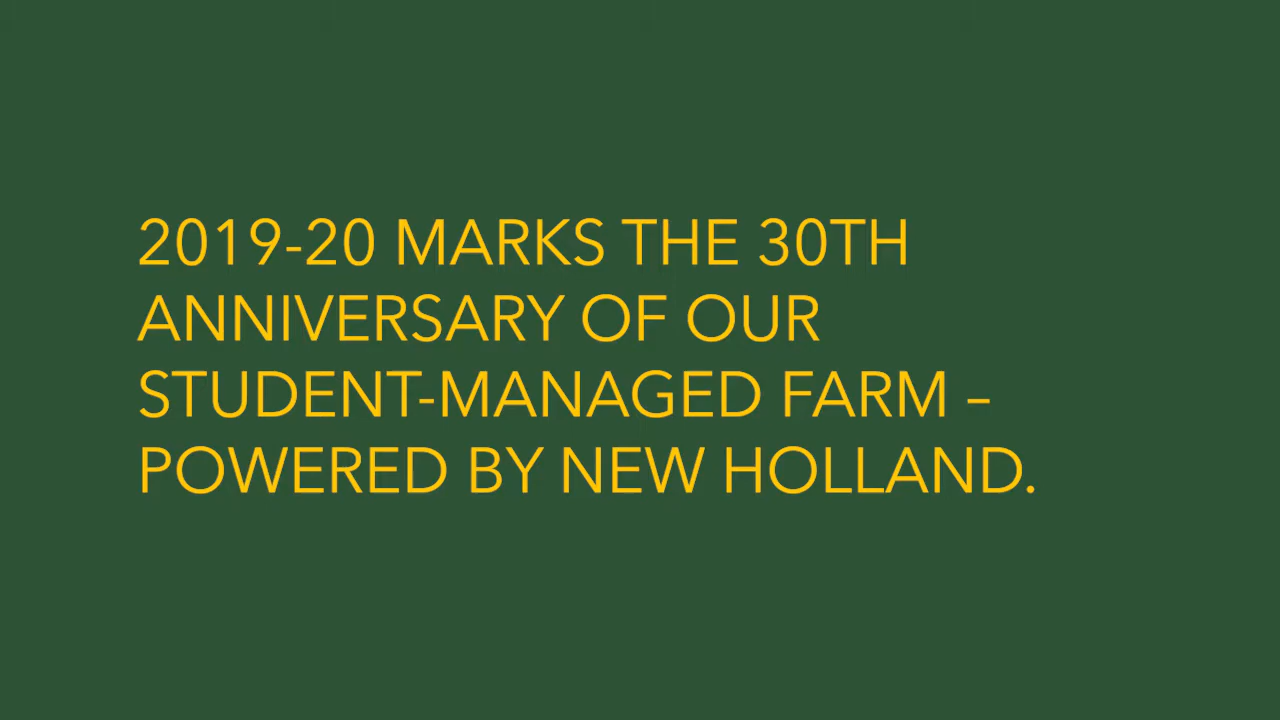 2019-20 MARKS THE 30TH
ANNIVERSARY OF OUR
STUDENT-MANAGED FARM –
POWERED BY NEW HOLLAND.